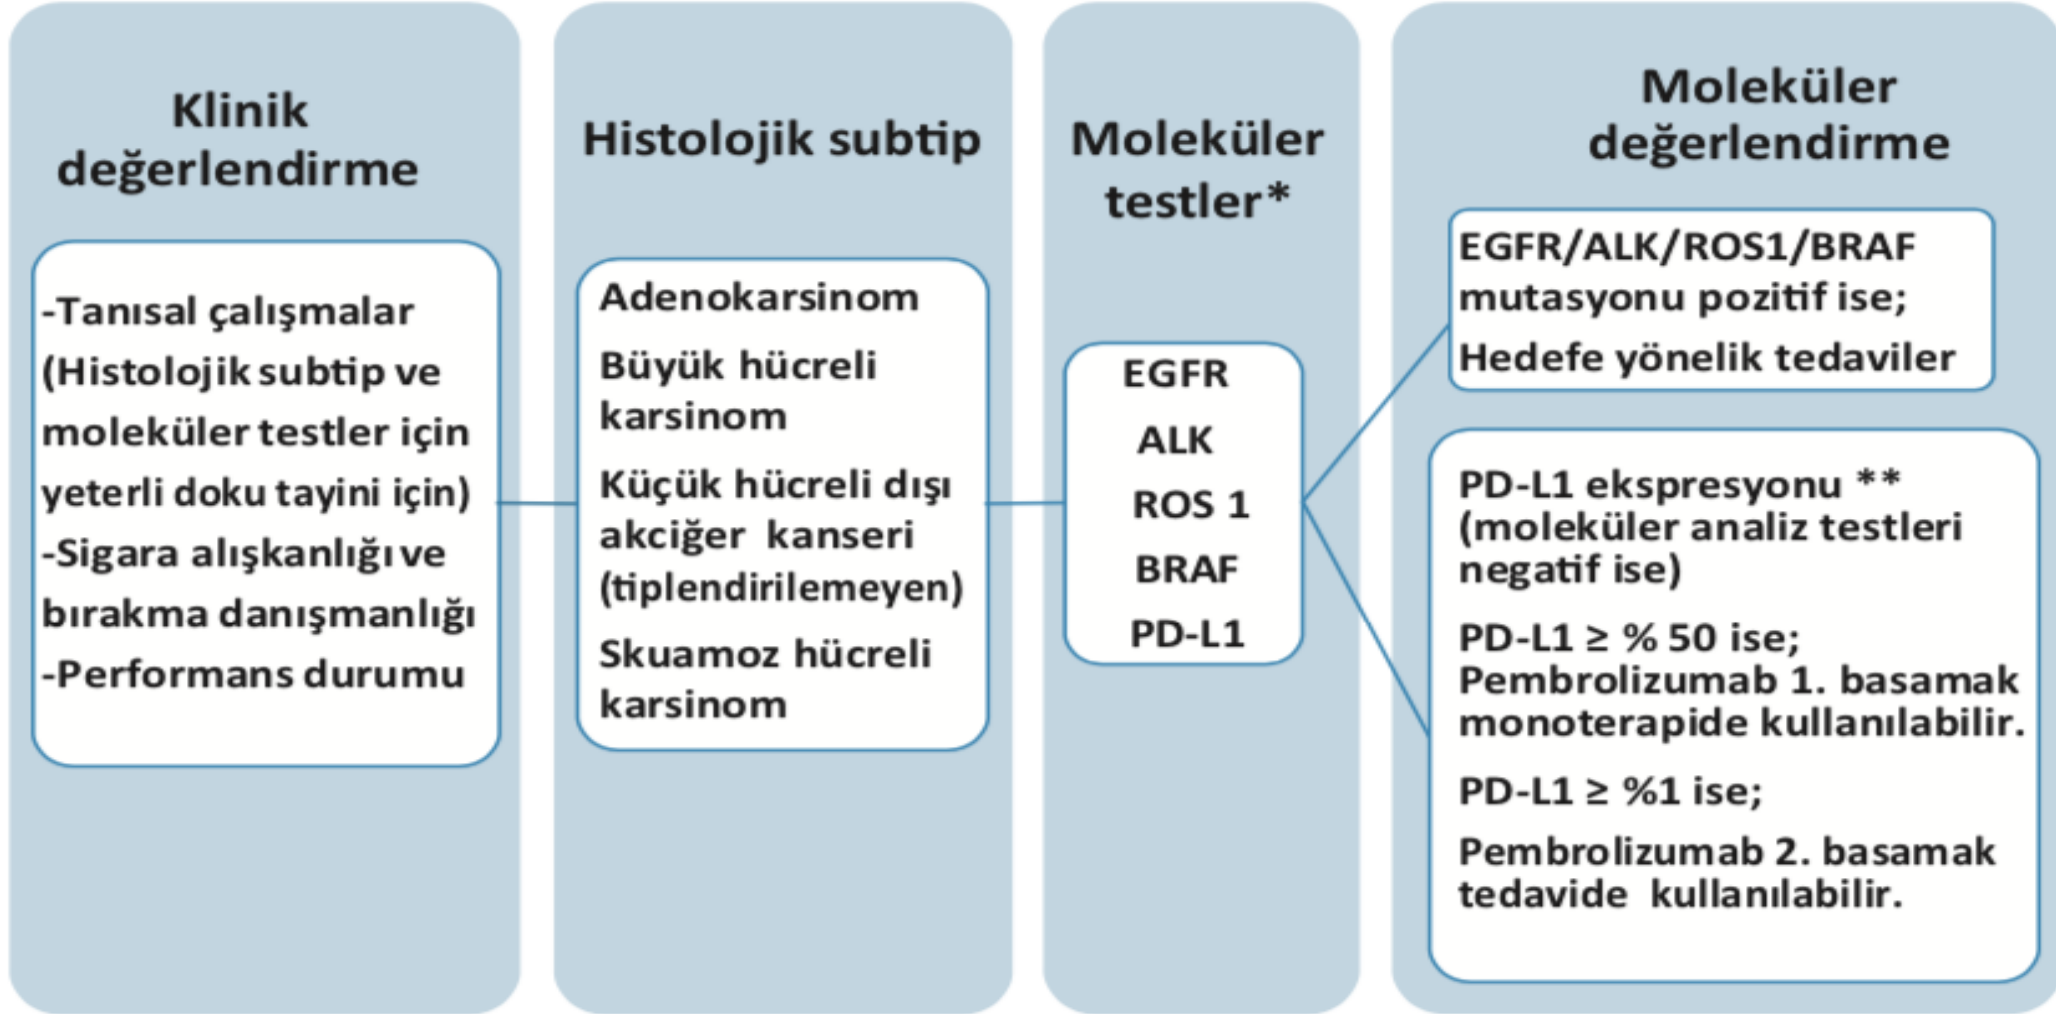 Klinik
değerlendirme
-Tanısal çalışmalar
(Histolojik subtip ve
moleküler testler için
yeterli doku tayini için)
-Sigara alışkanlığı ve
bırakma danışmanlığı
-Performans durumu
Histolojik subtip
Adenokarsinom
Büyük hücreli
karsinom
Küçük hücreli dışı
akciğer kanseri
(tiplendirilemeyen)
Skuamoz hücreli
karsinom
Moleküler
testler*
EGFR
ALK
ROS 1
BRAF
PD-L1
Moleküler
değerlendirme
EGFR/ALK/ROS1/BRAF
mutasyonu pozitif ise;
Hedefe yönelik tedaviler
PD-L1 ekspresyonu **
(moleküler analiz testleri
negatif ise)
PD-L1 ≥ % 50 ise;
Pembrolizumab 1. basamak
monoterapide kullanılabilir.
PD-L1 ≥ %1 ise;
Pembrolizumab 2. basamak
tedavide kullanılabilir.